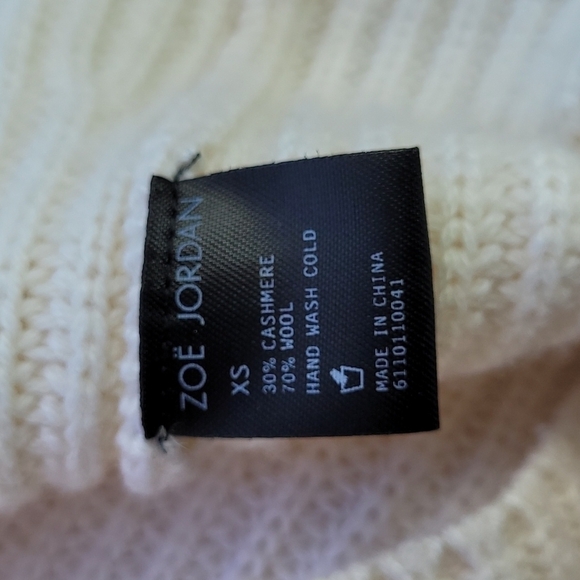 ZOË JORDAN
XS
30% CASHMERE
70% WOOL
HAND WASH COLD
MADE IN CHINA
6110110041